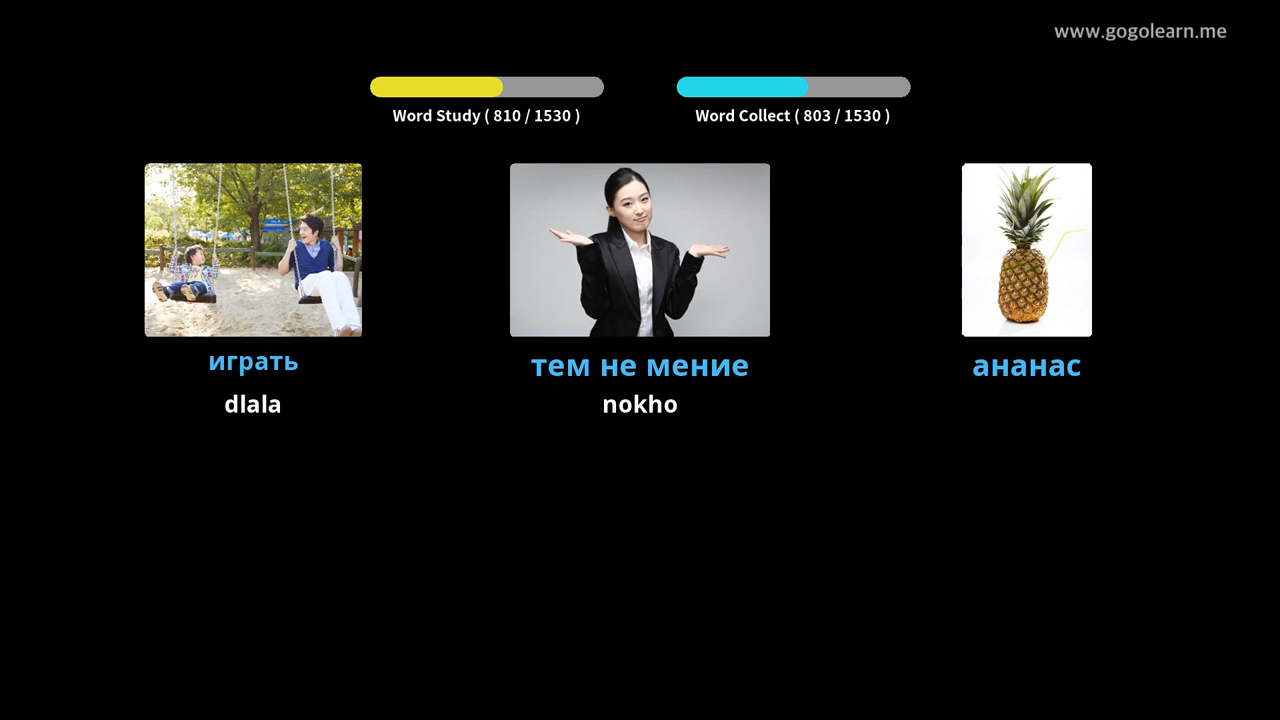 www.gogolearn.me
Word Study ( 810 / 1530 )
Word Collect ( 803 / 1530 )
играть
dlala
тем не мение
nokho
ананас